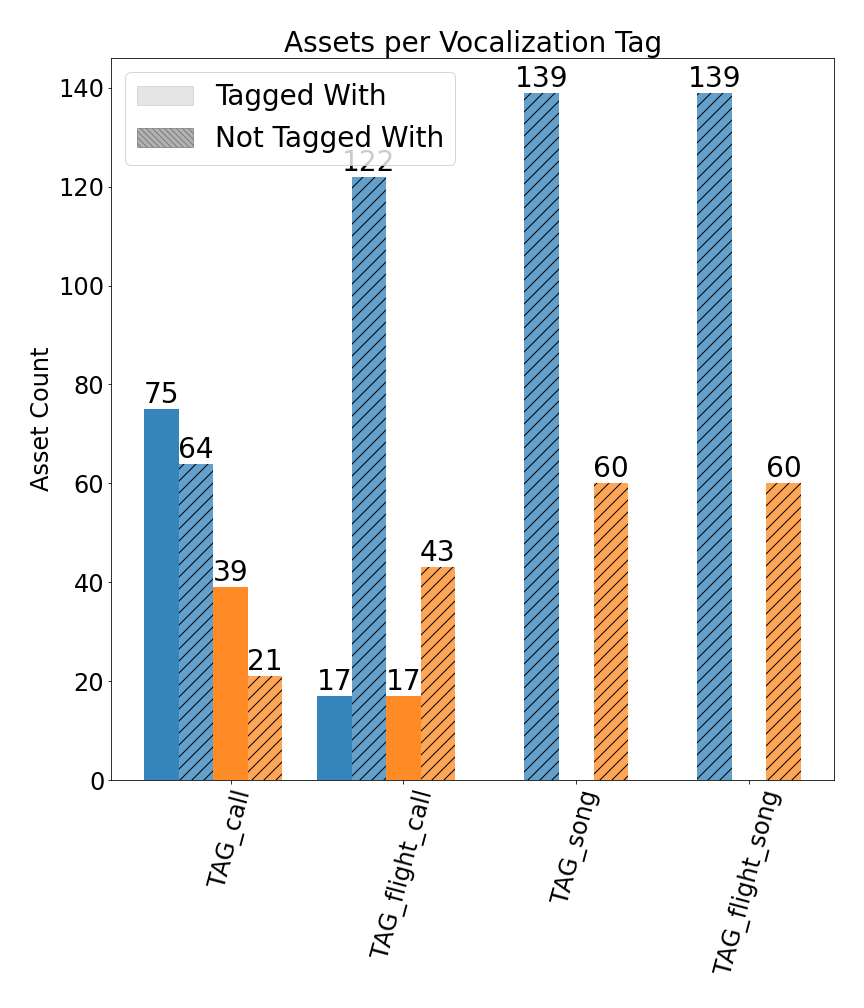 Assets per Vocalization Tag
Tagged With
Not Tagged With
Asset Count
140
120
100
80
60
40
20
0
75
64
39
21
17
122
17
43
139
60
139
60
TAG_call
TAG_flight_call
TAG_song
TAG_flight_song